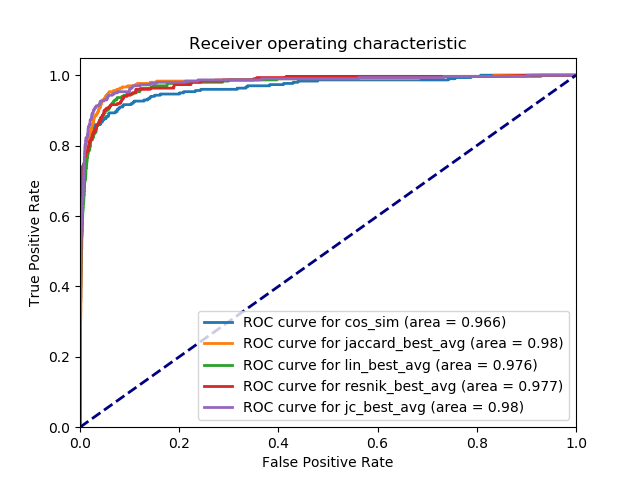 Receiver operating characteristic
True Positive Rate
1.0
0.8
0.6
0.4
0.2
0.0
ROC curve for cos_sim (area = 0.966)
ROC curve for jaccard_best_avg (area = 0.98)
ROC curve for lin_best_avg (area = 0.976)
ROC curve for resnik_best_avg (area = 0.977)
ROC curve for jc_best_avg (area = 0.98)
0.0 0.2 0.4 0.6 0.8 1.0
False Positive Rate